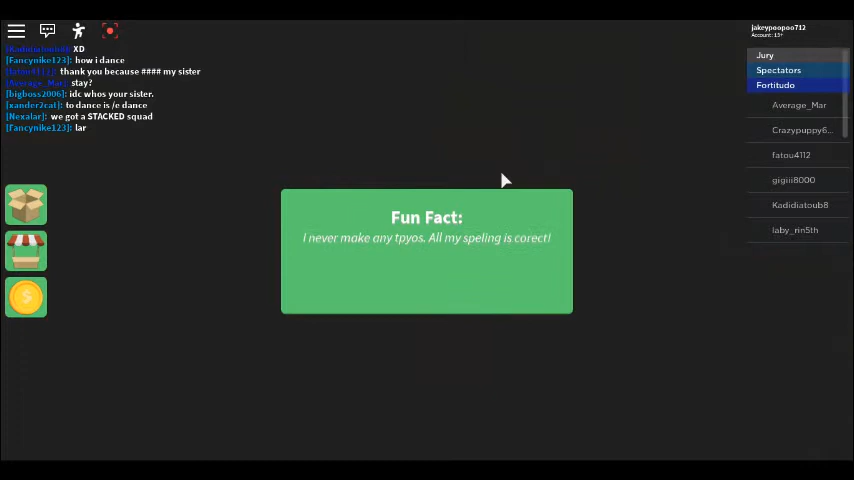 jakeypoopoo712
Account: 13+
XD
[Fancynike123]: how i dance
thank you because #### my sister
[Average_Mar]: stay?
[bigboss2006]: idc whos your sister.
[xander2cat]: to dance is /e dance
[Nexalar]: we got a STACKED squad
[Fancynike123]: lar
Jury
Spectators
Fortitudo
Average_Mar
Crazypuppy6...
fatou4112
gigiii8000
Kadidiatoub8
laby_rin5th
Fun Fact:
I never make any tpyos. All my speling is corect!